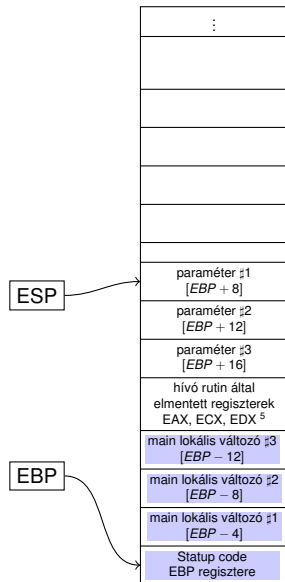 ⋮
ESP
paraméter ♯1
[EBP + 8]
paraméter ♯2
[EBP + 12]
paraméter ♯3
[EBP + 16]
hívó rutin által
elmentett regiszterek
EAX, ECX, EDX ⁵
main lokális változó ♯3
[EBP − 12]
EBP
main lokális változó ♯2
[EBP − 8]
main lokális változó ♯1
[EBP − 4]
Statup code
EBP regisztere